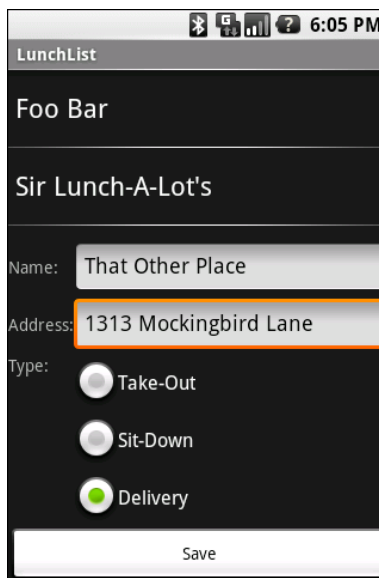 6:05 PM
LunchList
Foo Bar
Sir Lunch-A-Lot's
Name: That Other Place
Address: 1313 Mockingbird Lane
Type:
Take-Out
Sit-Down
Delivery
Save